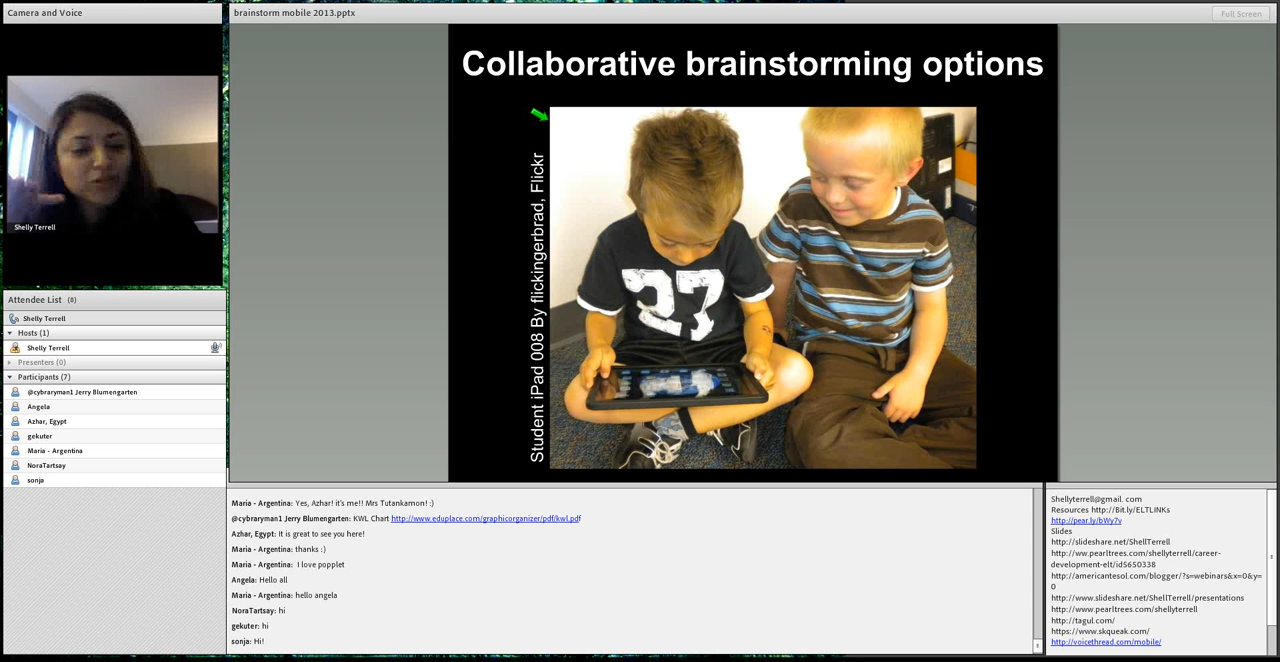 Camera and Voice
brainstorm mobile 2013.pptx
Full Screen
Shelly Terrell
Collaborative brainstorming options
Student iPad 008 By flickingerbrad, Flickr
27
Attendee List (8)
Shelly Terrell
Hosts (1)
Shelly Terrell
Presenters (0)
Participants (7)
@cybraryman1 Jerry Blumengarten
Angela
Azhar, Egypt
gekuter
Maria - Argentina
NoraTartsay
sonja
Maria - Argentina: Yes, Azhar! it's me!! Mrs Tutankamon! :)
@cybraryman1 Jerry Blumengarten: KWL Chart http://www.eduplace.com/graphicorganizer/pdf/kwl.pdf
Azhar, Egypt: It is great to see you here!
Maria - Argentina: thanks :)
Maria - Argentina: I love popplet
Angela: Hello all
Maria - Argentina: hello angela
NoraTartsay: hi
gekuter: hi
sonja: Hi!
Shellyterrell@gmail. com
Resources http://Bit.ly/ELTLINKs
http://pear.ly/bWy7v
Slides
http://slideshare.net/ShellTerrell
http://ww.pearltrees.com/shellyterrell/career-
development-elt/id5650338
http://americantesol.com/blogger/?s=webinars&x=0&y=
0
http://www.slideshare.net/ShellTerrell/presentations
http://www.pearltrees.com/shellyterrell
http://tagul.com/
https://www.skqueak.com/
http://voicethread.com/mobile/